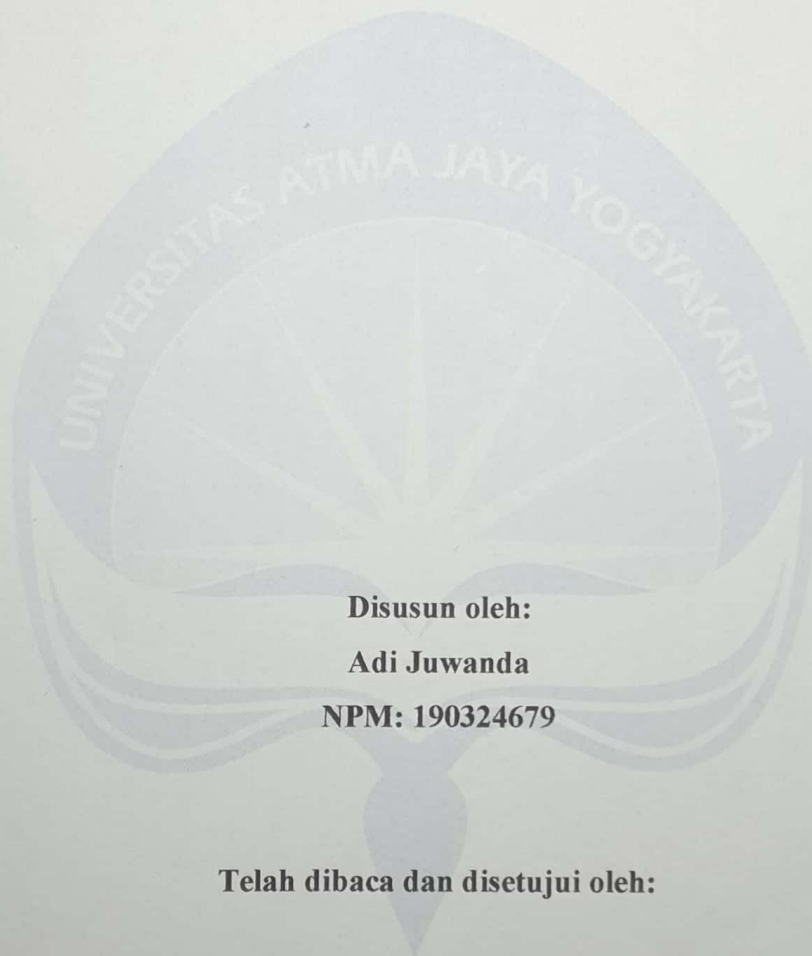 UNIVERSITAS ATMA JAYA YOGYAKARTA
Disusun oleh:
Adi Juwanda
NPM: 190324679
Telah dibaca dan disetujui oleh: